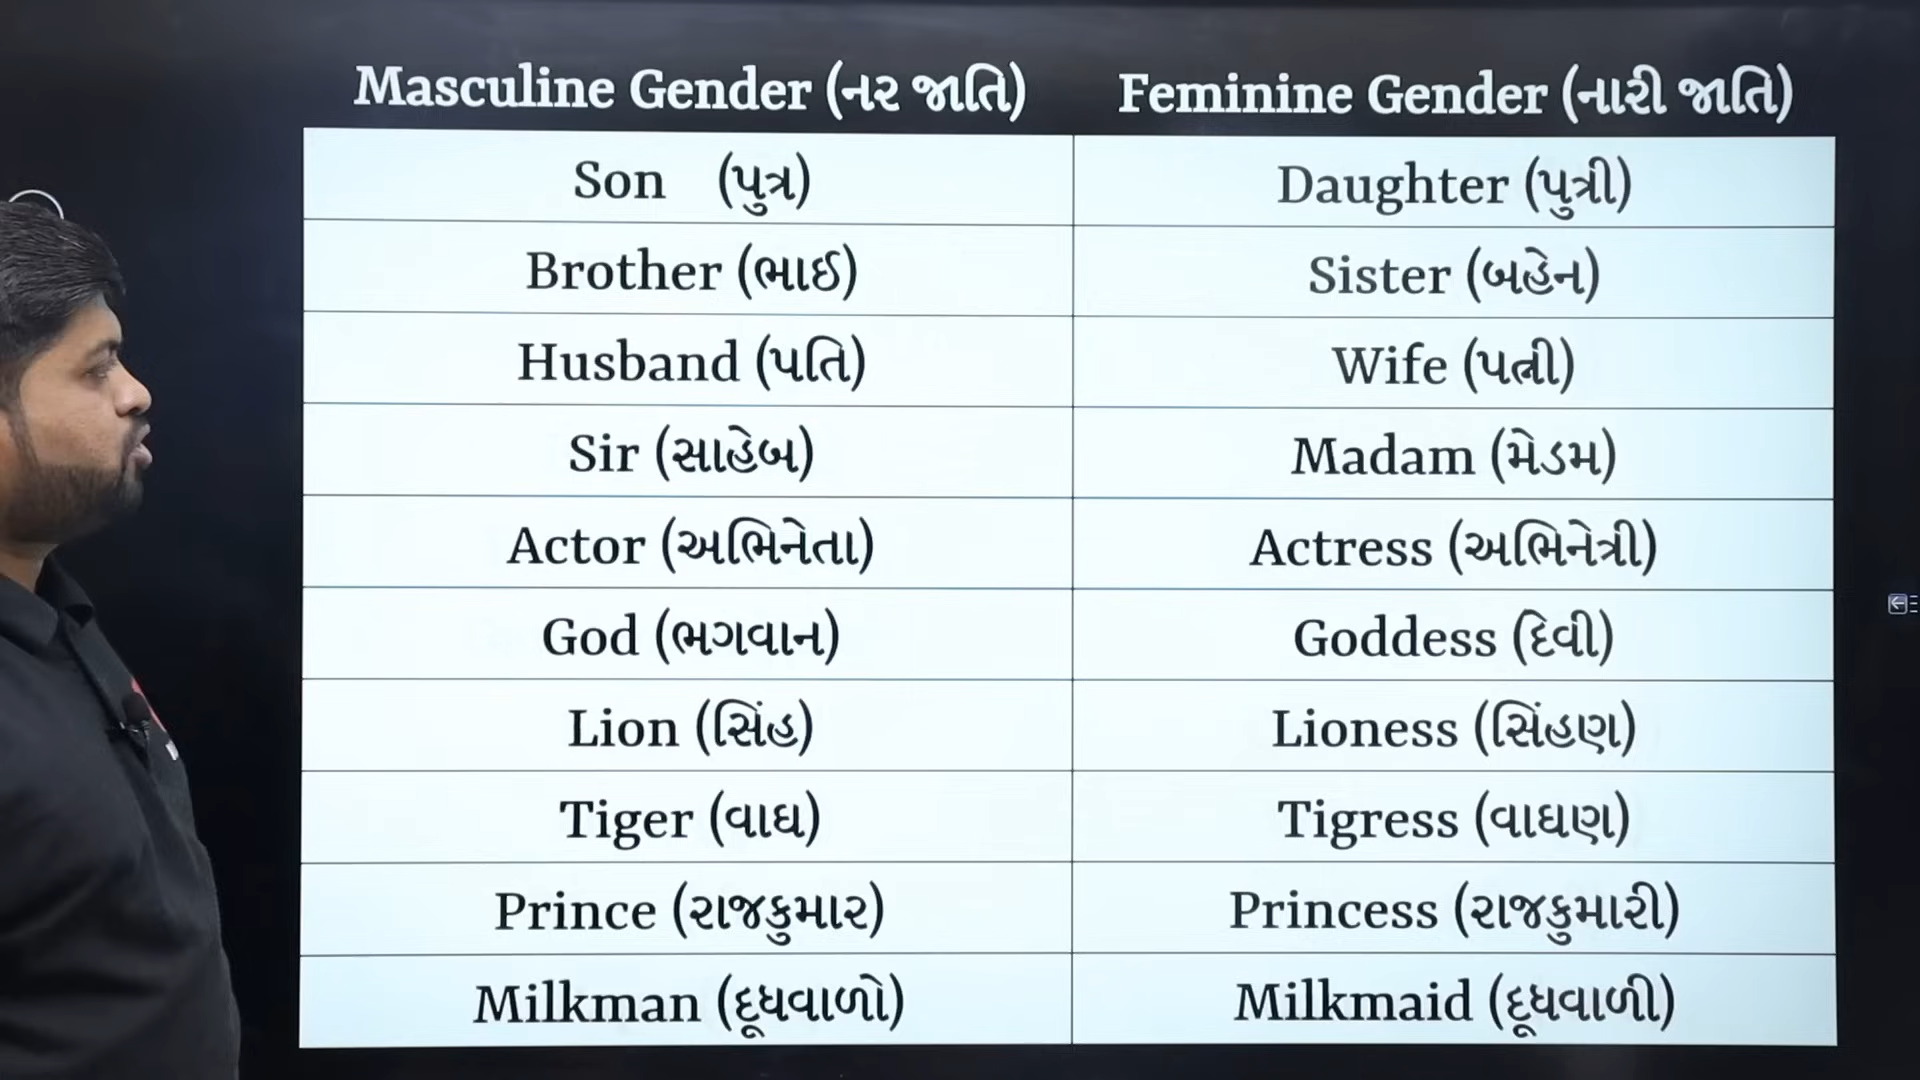 Masculine Gender (નર જાતિ) Feminine Gender (નારી જાતિ)
Son (પુત્ર) Daughter (પુત્રી)
Brother (ભાઈ) Sister (બહેન)
Husband (પતિ) Wife (પત્ની)
Sir (સાહેબ) Madam (મેડમ)
Actor (અભિનેતા) Actress (અભિનેત્રી)
God (ભગવાન) Goddess (દેવી)
Lion (સિંહ) Lioness (સિંહણ)
Tiger (વાઘ) Tigress (વાઘણ)
Prince (રાજકુમાર) Princess (રાજકુમારી)
Milkman (દૂધવાળો) Milkmaid (દૂધવાળી)